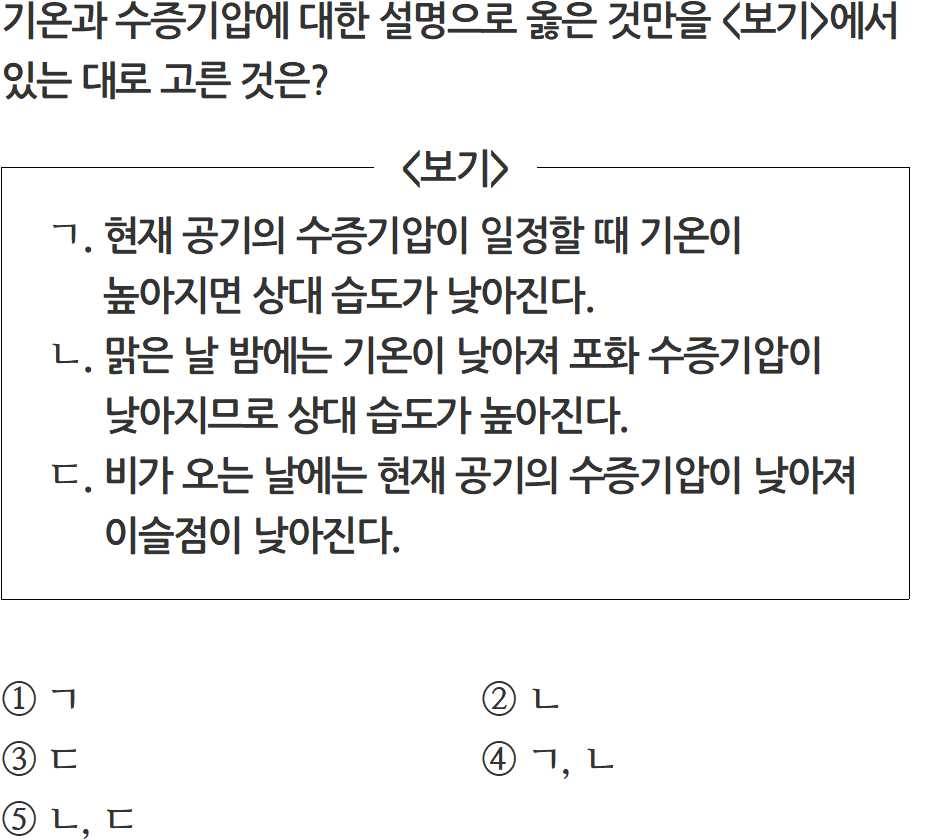 기온과 수증기압에 대한 설명으로 옳은 것만을 <보기>에서
있는 대로 고른 것은?
<보기>
ㄱ. 현재 공기의 수증기압이 일정할 때 기온이
높아지면 상대 습도가 낮아진다.
ㄴ. 맑은 날 밤에는 기온이 낮아져 포화 수증기압이
낮아지므로 상대 습도가 높아진다.
ㄷ. 비가 오는 날에는 현재 공기의 수증기압이 낮아져
이슬점이 낮아진다.
① ㄱ ② ㄴ
③ ㄷ ④ ㄱ, ㄴ
⑤ ㄴ, ㄷ